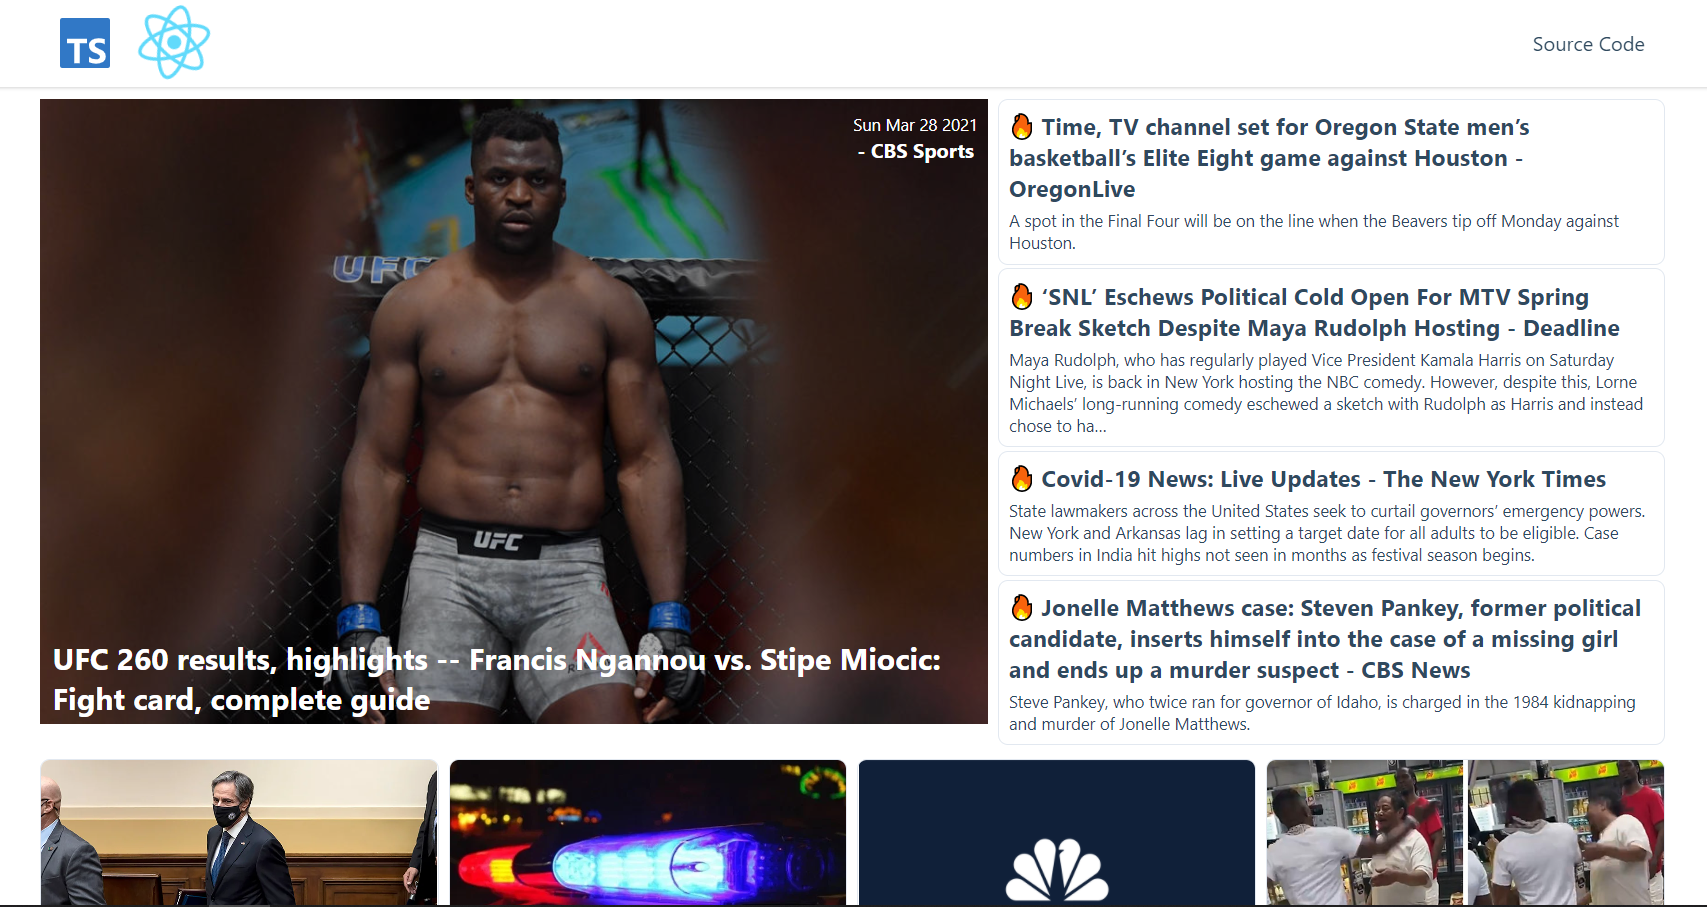 TS
Source Code
Sun Mar 28 2021
- CBS Sports
UFC
UFC
UFC 260 results, highlights -- Francis Ngannou vs. Stipe Miocic:
Fight card, complete guide
🔥 Time, TV channel set for Oregon State men’s
basketball’s Elite Eight game against Houston -
OregonLive
A spot in the Final Four will be on the line when the Beavers tip off Monday against
Houston.
🔥 ‘SNL’ Eschews Political Cold Open For MTV Spring
Break Sketch Despite Maya Rudolph Hosting - Deadline
Maya Rudolph, who has regularly played Vice President Kamala Harris on Saturday
Night Live, is back in New York hosting the NBC comedy. However, despite this, Lorne
Michaels’ long-running comedy eschewed a sketch with Rudolph as Harris and instead
chose to ha…
🔥 Covid-19 News: Live Updates - The New York Times
State lawmakers across the United States seek to curtail governors’ emergency powers.
New York and Arkansas lag in setting a target date for all adults to be eligible. Case
numbers in India hit highs not seen in months as festival season begins.
🔥 Jonelle Matthews case: Steven Pankey, former political
candidate, inserts himself into the case of a missing girl
and ends up a murder suspect - CBS News
Steve Pankey, who twice ran for governor of Idaho, is charged in the 1984 kidnapping
and murder of Jonelle Matthews.